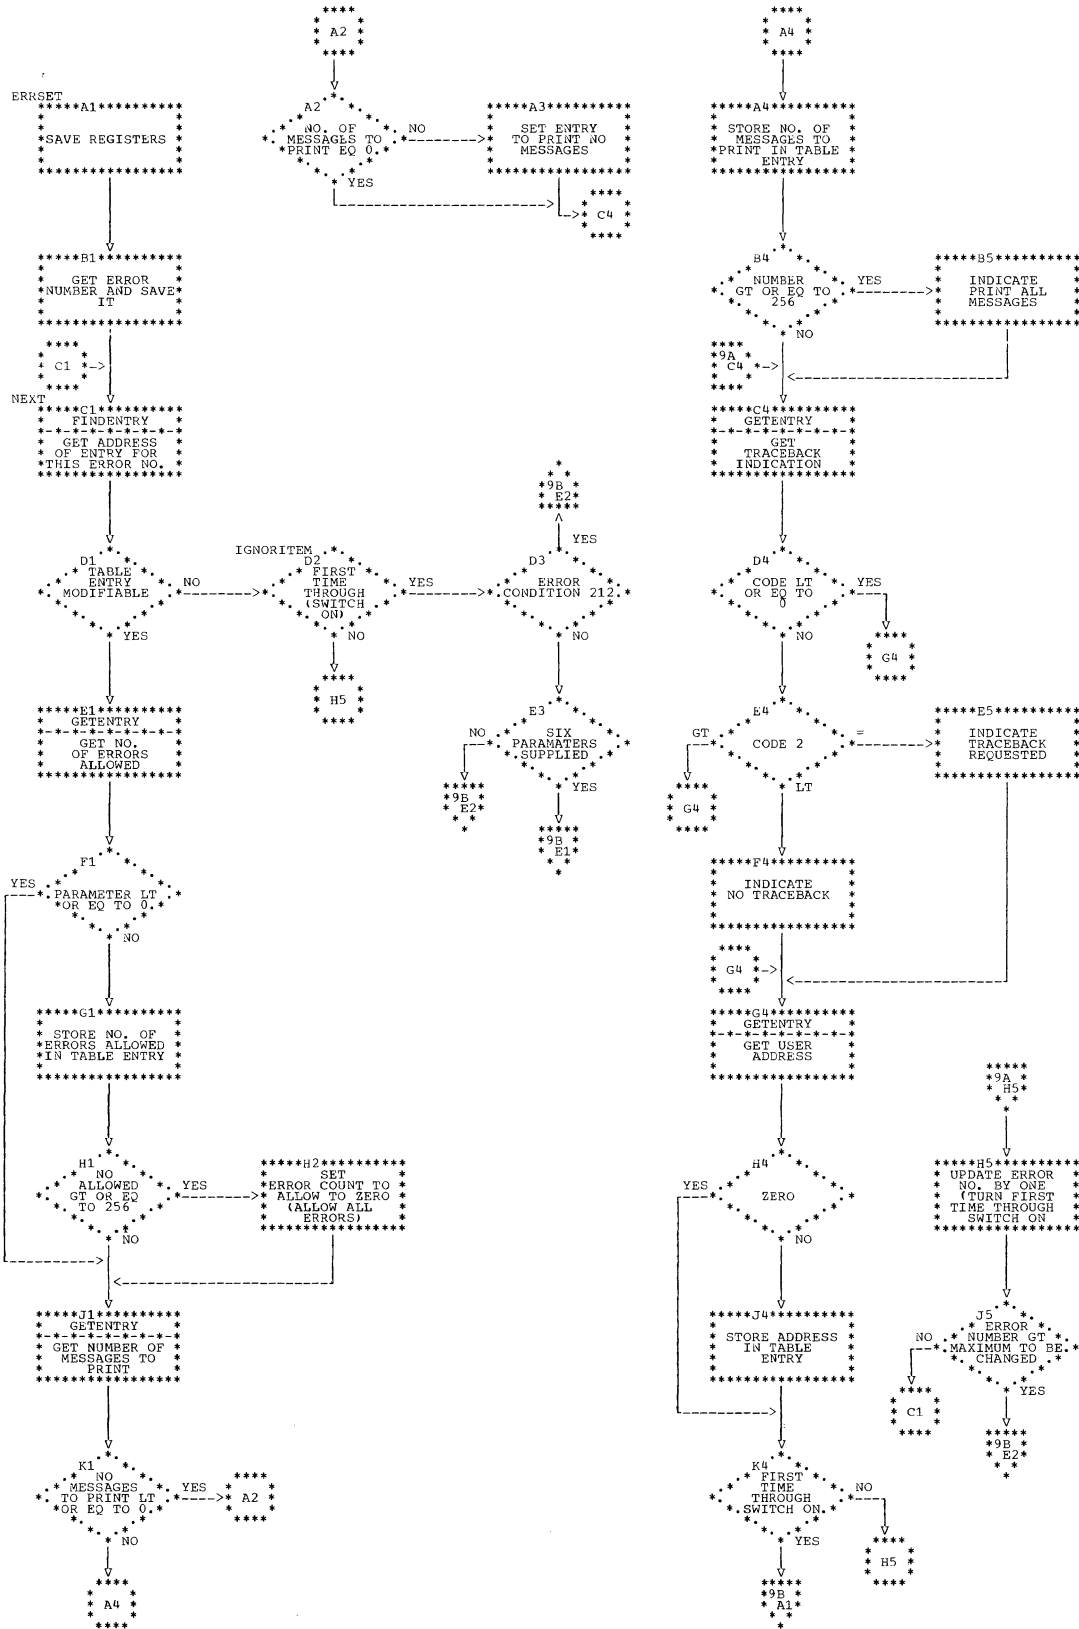 A2
A4
ERRSET
A1
SAVE REGISTERS
A2
NO. OF
MESSAGES TO
PRINT EQ 0.
NO
YES
A3
SET ENTRY
TO PRINT NO
MESSAGES
C4
A4
STORE NO. OF
MESSAGES TO
PRINT IN TABLE
ENTRY
B1
GET ERROR
NUMBER AND SAVE
IT
B4
NUMBER
GT OR EQ TO
256
YES
NO
B5
INDICATE
PRINT ALL
MESSAGES
C1
9A
C4
NEXT
C1
FINDENTRY
GET ADDRESS
OF ENTRY FOR
THIS ERROR NO.
C4
GETENTRY
GET
TRACEBACK
INDICATION
9B
E2
YES
D1
TABLE
ENTRY
MODIFIABLE
NO
YES
IGNORITEM
D2
FIRST
TIME
THROUGH
(SWITCH
ON)
YES
NO
D3
ERROR
CONDITION 212
NO
D4
CODE LT
OR EQ TO
0
YES
NO
G4
H5
E1
GETENTRY
GET NO.
OF ERRORS
ALLOWED
E3
SIX
PARAMATERS
SUPPLIED
NO
YES
9B
E2
9B
E1
E4
CODE 2
GT
=
LT
G4
E5
INDICATE
TRACEBACK
REQUESTED
F1
PARAMETER LT
OR EQ TO 0.
YES
NO
F4
INDICATE
NO TRACEBACK
G4
G1
STORE NO. OF
ERRORS ALLOWED
IN TABLE ENTRY
G4
GETENTRY
GET USER
ADDRESS
9A
H5
H1
NO
ALLOWED
GT OR EQ
TO 256
YES
NO
H2
SET
ERROR COUNT TO
ALLOW TO ZERO
(ALLOW ALL
ERRORS)
H4
ZERO
YES
NO
H5
UPDATE ERROR
NO. BY ONE
(TURN FIRST
TIME THROUGH
SWITCH ON
J1
GETENTRY
GET NUMBER OF
MESSAGES TO
PRINT
J4
STORE ADDRESS
IN TABLE
ENTRY
J5
ERROR
NUMBER GT
MAXIMUM TO BE
CHANGED
NO
YES
C1
9B
E2
K1
NO
MESSAGES
TO PRINT LT
OR EQ TO 0.
YES
NO
A2
A4
K4
FIRST
TIME
THROUGH
SWITCH ON.
NO
YES
H5
9B
A1